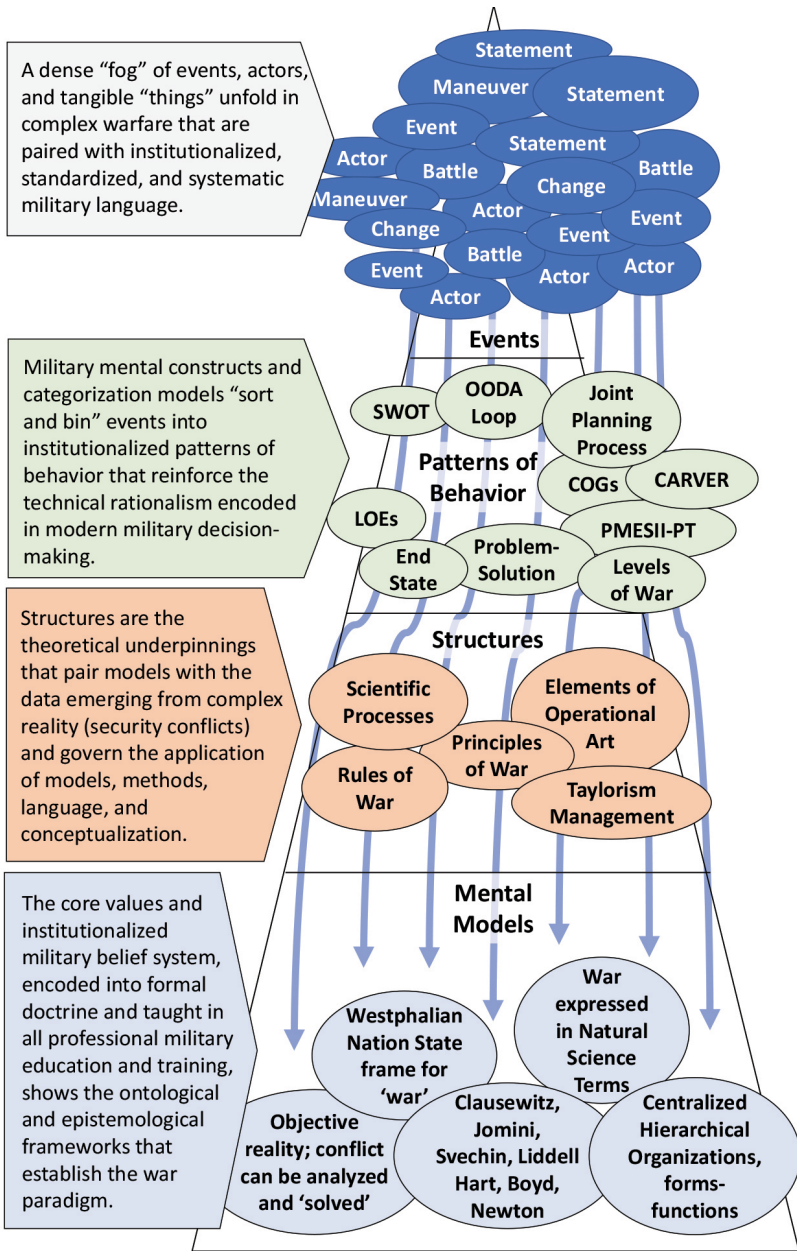 A dense “fog” of events, actors,
and tangible “things” unfold in
complex warfare that are
paired with institutionalized,
standardized, and systematic
military language.
Statement
Maneuver
Statement
Event
Statement
Actor
Battle
Battle
Change
Maneuver
Actor
Event
Change
Event
Battle
Event
Actor
Actor
Actor
Events
Military mental constructs and
categorization models “sort
and bin” events into
institutionalized patterns of
behavior that reinforce the
technical rationalism encoded
in modern military decision-
making.
SWOT
OODA
Loop
Joint
Planning
Process
Patterns of
Behavior
COGs
CARVER
LOEs
PMESII-PT
End
State
Problem-
Solution
Levels
of War
Structures are the
theoretical underpinnings
that pair models with the
data emerging from complex
reality (security conflicts)
and govern the application
of models, methods,
language, and
conceptualization.
Structures
Scientific
Processes
Elements of
Operational
Art
Principles
of War
Rules of
War
Taylorism
Management
The core values and
institutionalized
military belief system,
encoded into formal
doctrine and taught in
all professional military
education and training,
shows the ontological
and epistemological
frameworks that
establish the war
paradigm.
Mental
Models
Westphalian
Nation State
frame for
‘war’
War
expressed
in Natural
Science
Terms
Objective
reality; conflict
can be analyzed
and ‘solved’
Clausewitz,
Jomini,
Svechin, Liddell
Hart, Boyd,
Newton
Centralized
Hierarchical
Organizations,
forms-
functions